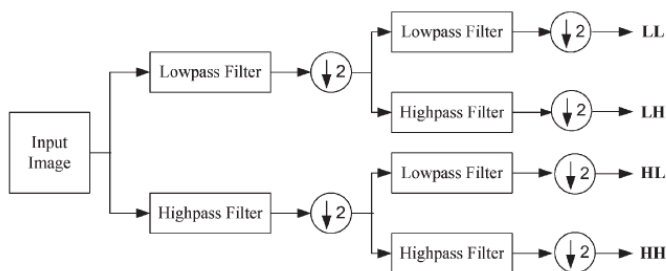 Lowpass Filter 2 LL
Lowpass Filter 2
Highpass Filter 2 LH
Input
Image
Lowpass Filter 2 HL
Highpass Filter 2
Highpass Filter 2 HH